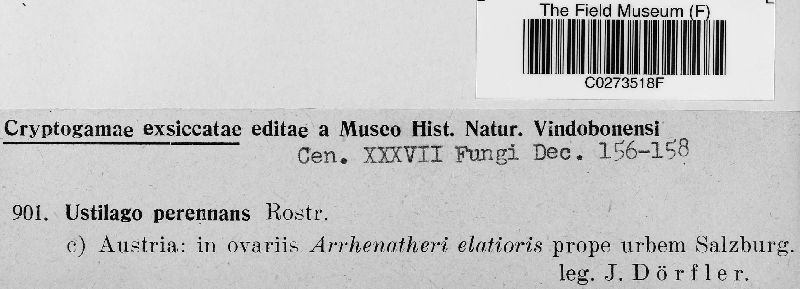 The Field Museum (F)
C0273518F
Cryptogamae exsiccatae editae a Museo Hist. Natur. Vindobonensi
Cen. XXXVII Fungi Dec. 156-158
901. Ustilago perennans Rostr.
c) Austria: in ovariis Arrhenatheri elatioris prope urbem Salzburg.
leg. J. Dörfler.